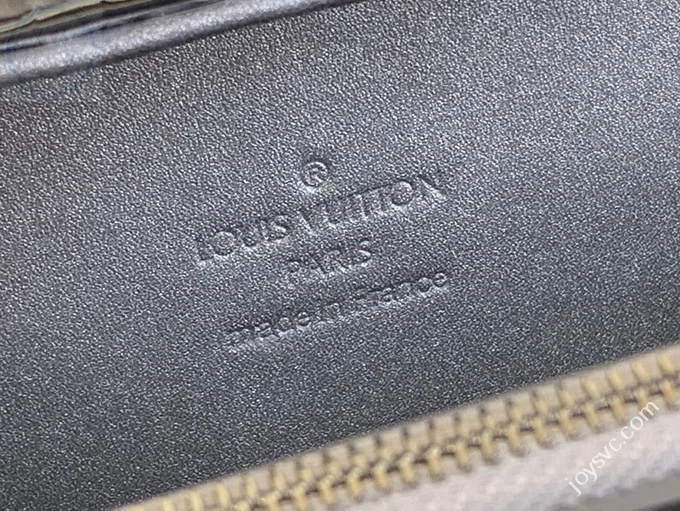 ®
LOUIS VUITTON
PARIS
made in France
joysvc.com